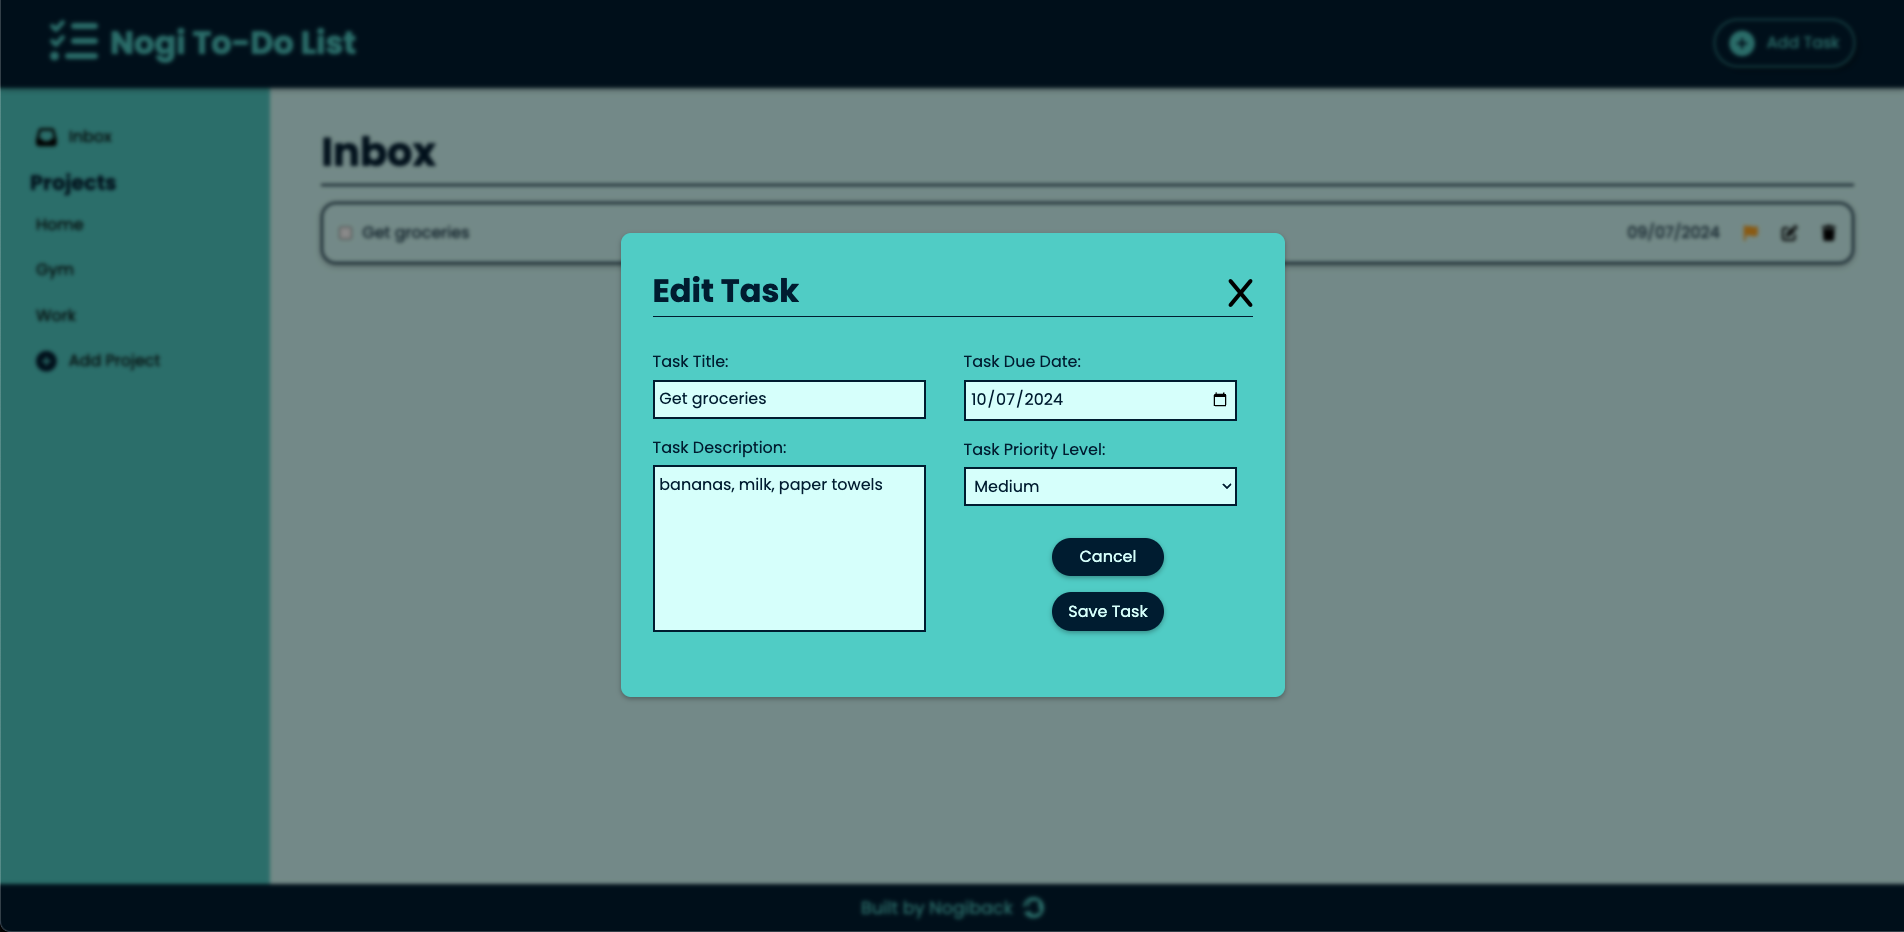 Nogi To-Do List
Add Task
Inbox
Projects
Home
Gym
Work
Add Project
Inbox
Get groceries
09/07/2024
Edit Task
Task Title:
Get groceries
Task Description:
bananas, milk, paper towels
Task Due Date:
10/07/2024
Task Priority Level:
Medium
Cancel
Save Task
Built by Nogiback